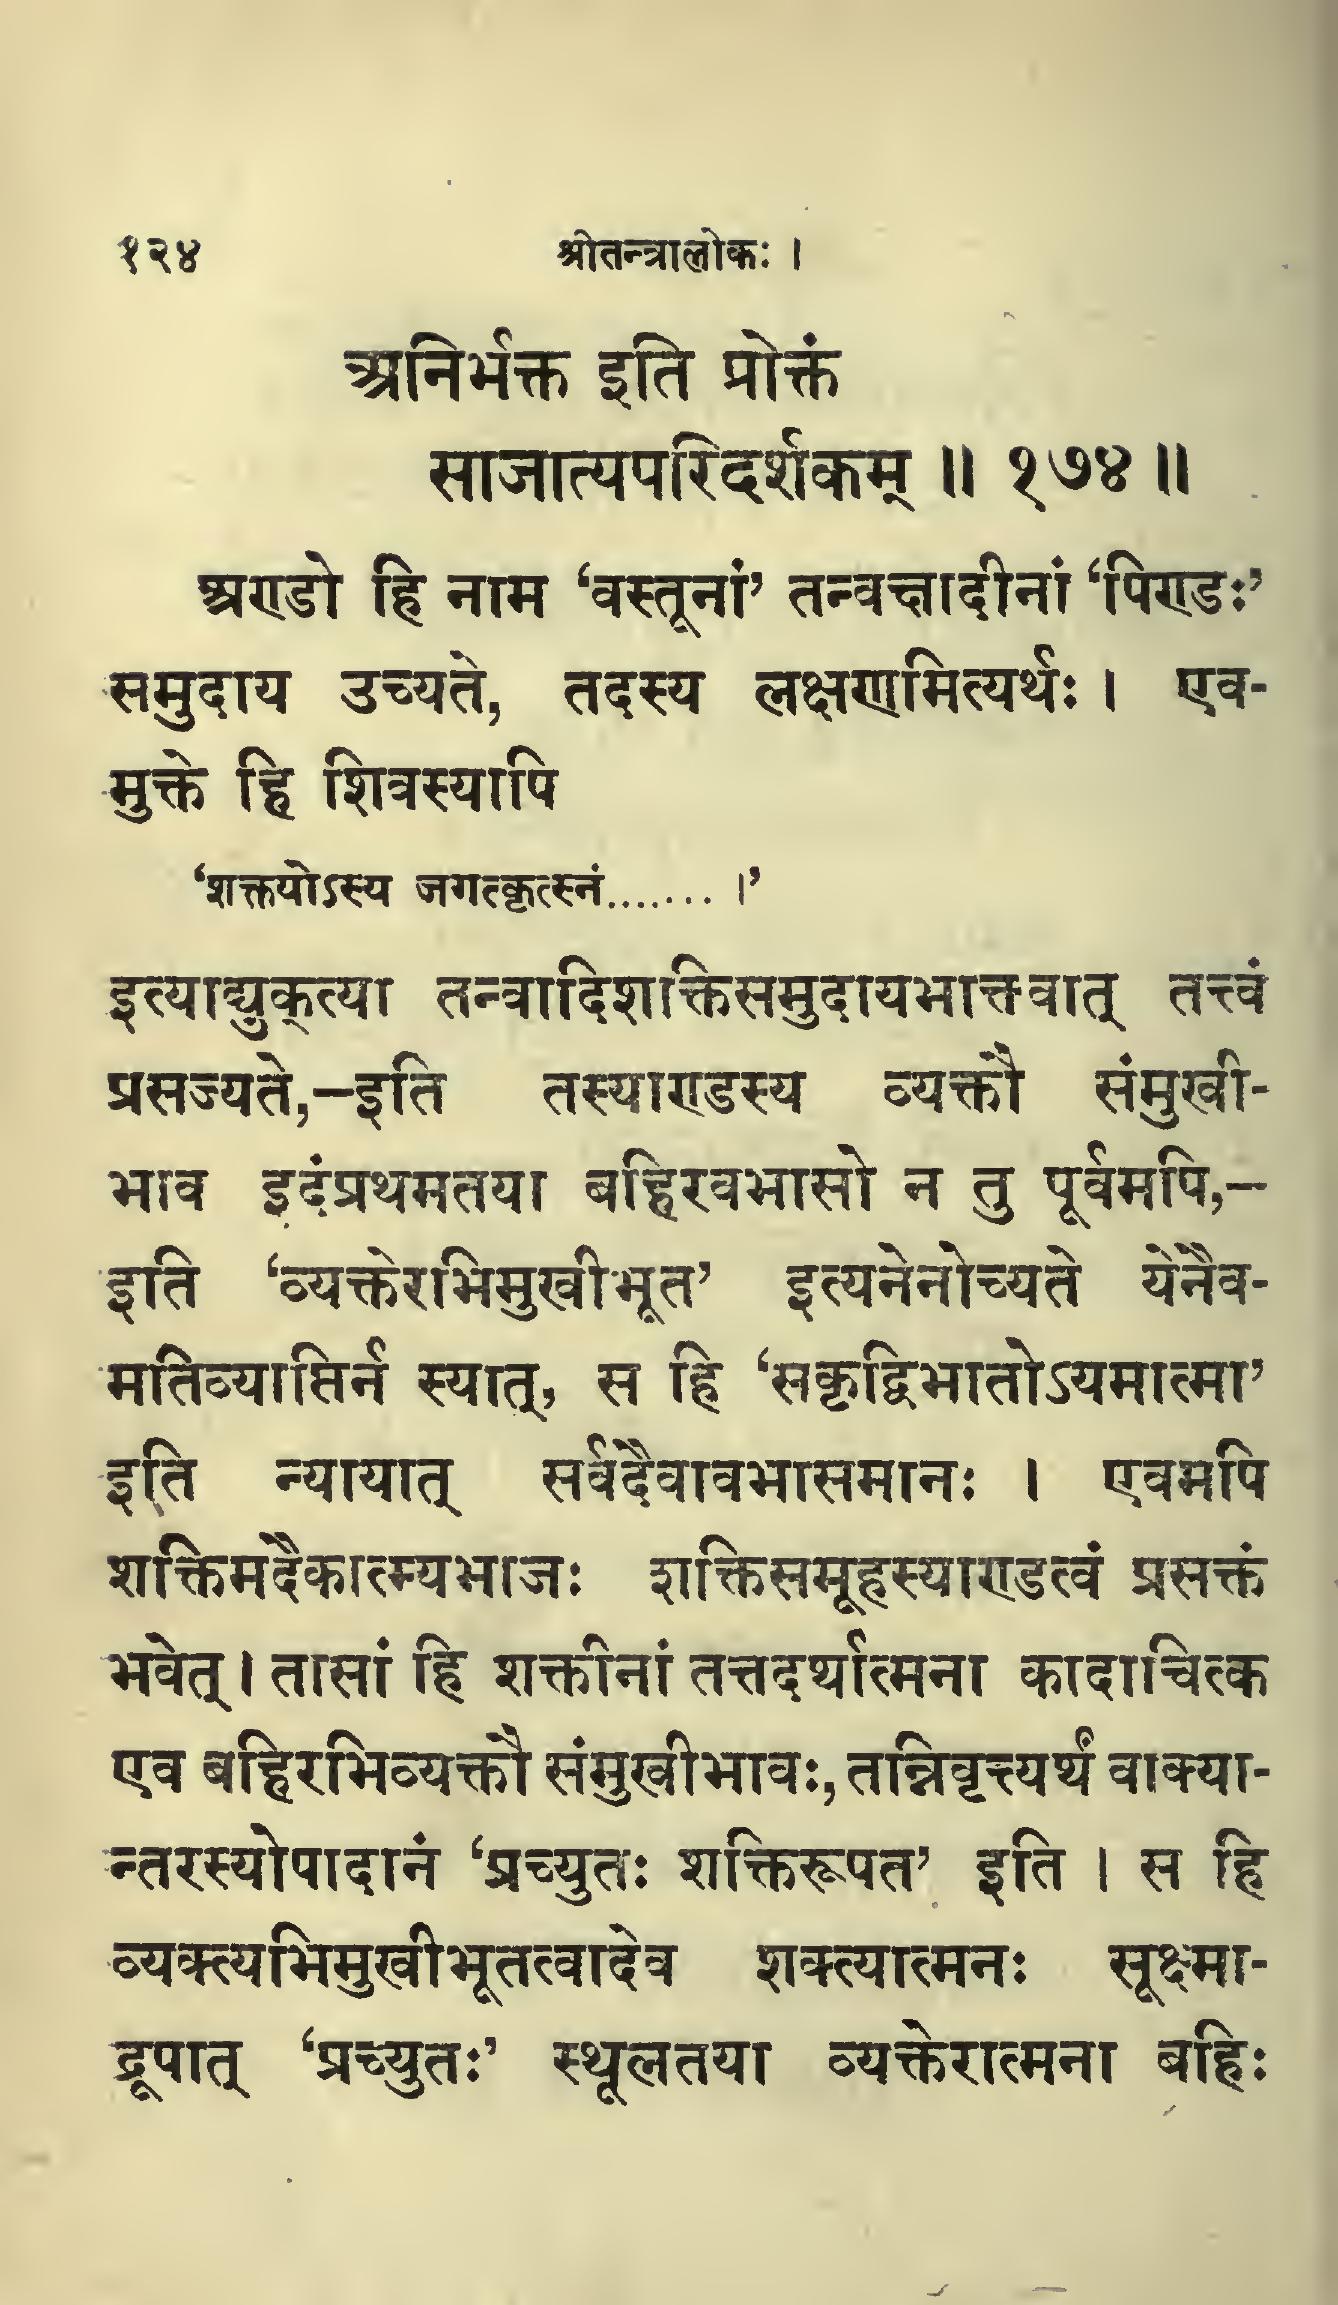 १२४ श्रीतन्त्रालोकः ।
अनिर्भक्त इति प्रोक्तं
साजात्यपरिदर्शकम् ॥ १७४ ॥
अण्डो हि नाम ‘वस्तूनां’ तन्वक्षादीनां ‘पिण्डः’
समुदाय उच्यते, तदस्य लक्षणमित्यर्थः । एव-
मुक्ते हि शिवस्यापि
‘शक्तयोऽस्य जगत्कृत्स्नं....... ।’
इत्याद्युक्त्या तन्वादिशक्तिसमुदायभाक्त्वात् तत्त्वं
प्रसज्यते,—इति तस्याण्डस्य व्यक्तौ संमुखी-
भाव इदंप्रथमतया बहिरवभासो न तु पूर्वमपि,—
इति ‘व्यक्तेरभिमुखीभूत’ इत्यनेनोच्यते येनैव-
मतिव्याप्तिर्न स्यात्, स हि ‘सकृद्विभातोऽयमात्मा’
इति न्यायात् सर्वदैवावभासमानः । एवमपि
शक्तिमदैकात्म्यभाजः शक्तिसमूहस्याण्डत्वं प्रसक्तं
भवेत् । तासां हि शक्तीनां तत्तदर्थात्मना कादाचित्क
एव बहिरभिव्यक्तौ संमुखीभावः, तन्निवृत्त्यर्थं वाक्या-
न्तरस्योपादानं ‘प्रच्युतः शक्तिरूपत’ इति । स हि
व्यक्त्यभिमुखीभूतत्वादेव शक्त्यात्मनः सूक्ष्मा-
द्रूपात् ‘प्रच्युतः’ स्थूलतया व्यक्तेरात्मना बहिः